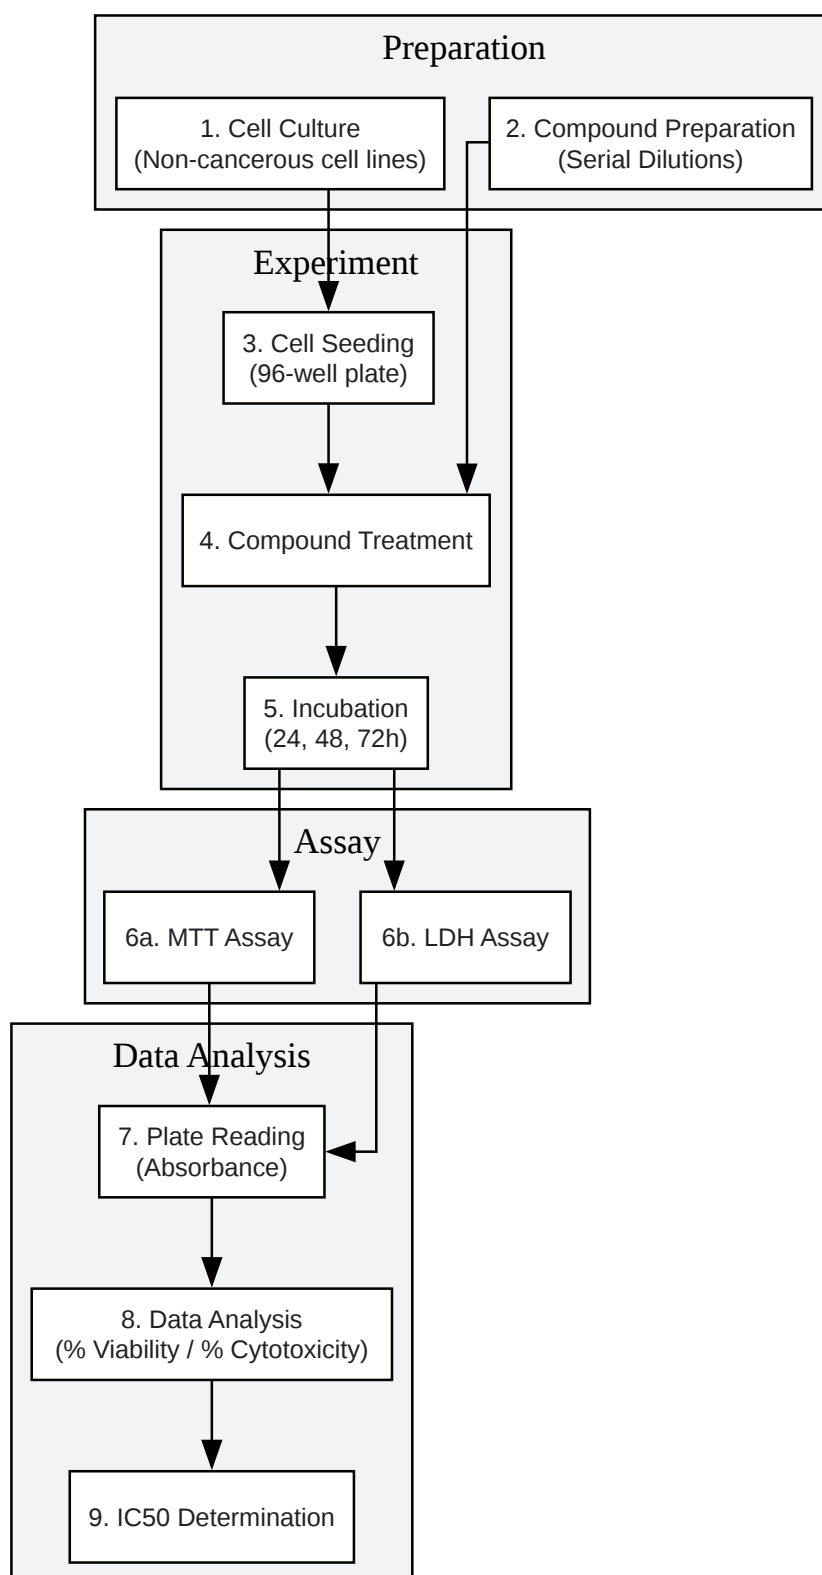 Preparation
1. Cell Culture
(Non-cancerous cell lines)
2. Compound Preparation
(Serial Dilutions)
Experiment
3. Cell Seeding
(96-well plate)
4. Compound Treatment
5. Incubation
(24, 48, 72h)
Assay
6a. MTT Assay
6b. LDH Assay
Data Analysis
7. Plate Reading
(Absorbance)
8. Data Analysis
(% Viability / % Cytotoxicity)
9. IC50 Determination